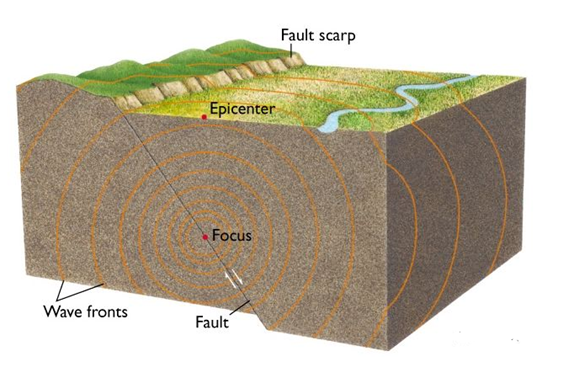 Fault scarp
Epicenter
Focus
Wave fronts
Fault